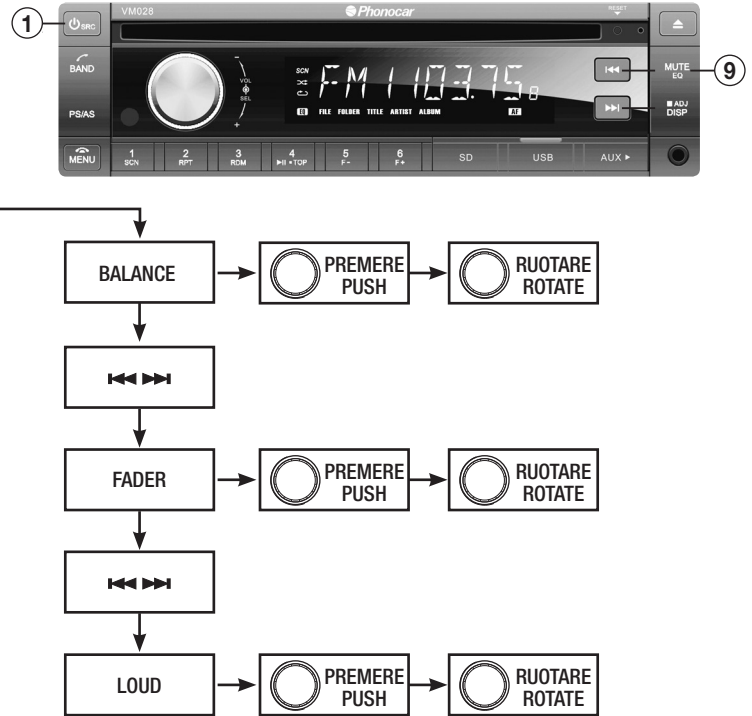 VM028
Phonocar
RESET
1
SRC
BAND
VOL
SEL
-
+
SCN
FM 1 103.75
8
EQ FILE FOLDER TITLE ARTIST ALBUM AF
MUTE
EQ
9
PS/AS
ADJ
DISP
MENU
1
SCN
2
RPT
3
RDM
4
TOP
5
F-
6
F+
SD
USB
AUX
BALANCE
PREMERE
PUSH
RUOTARE
ROTATE
FADER
PREMERE
PUSH
RUOTARE
ROTATE
LOUD
PREMERE
PUSH
RUOTARE
ROTATE